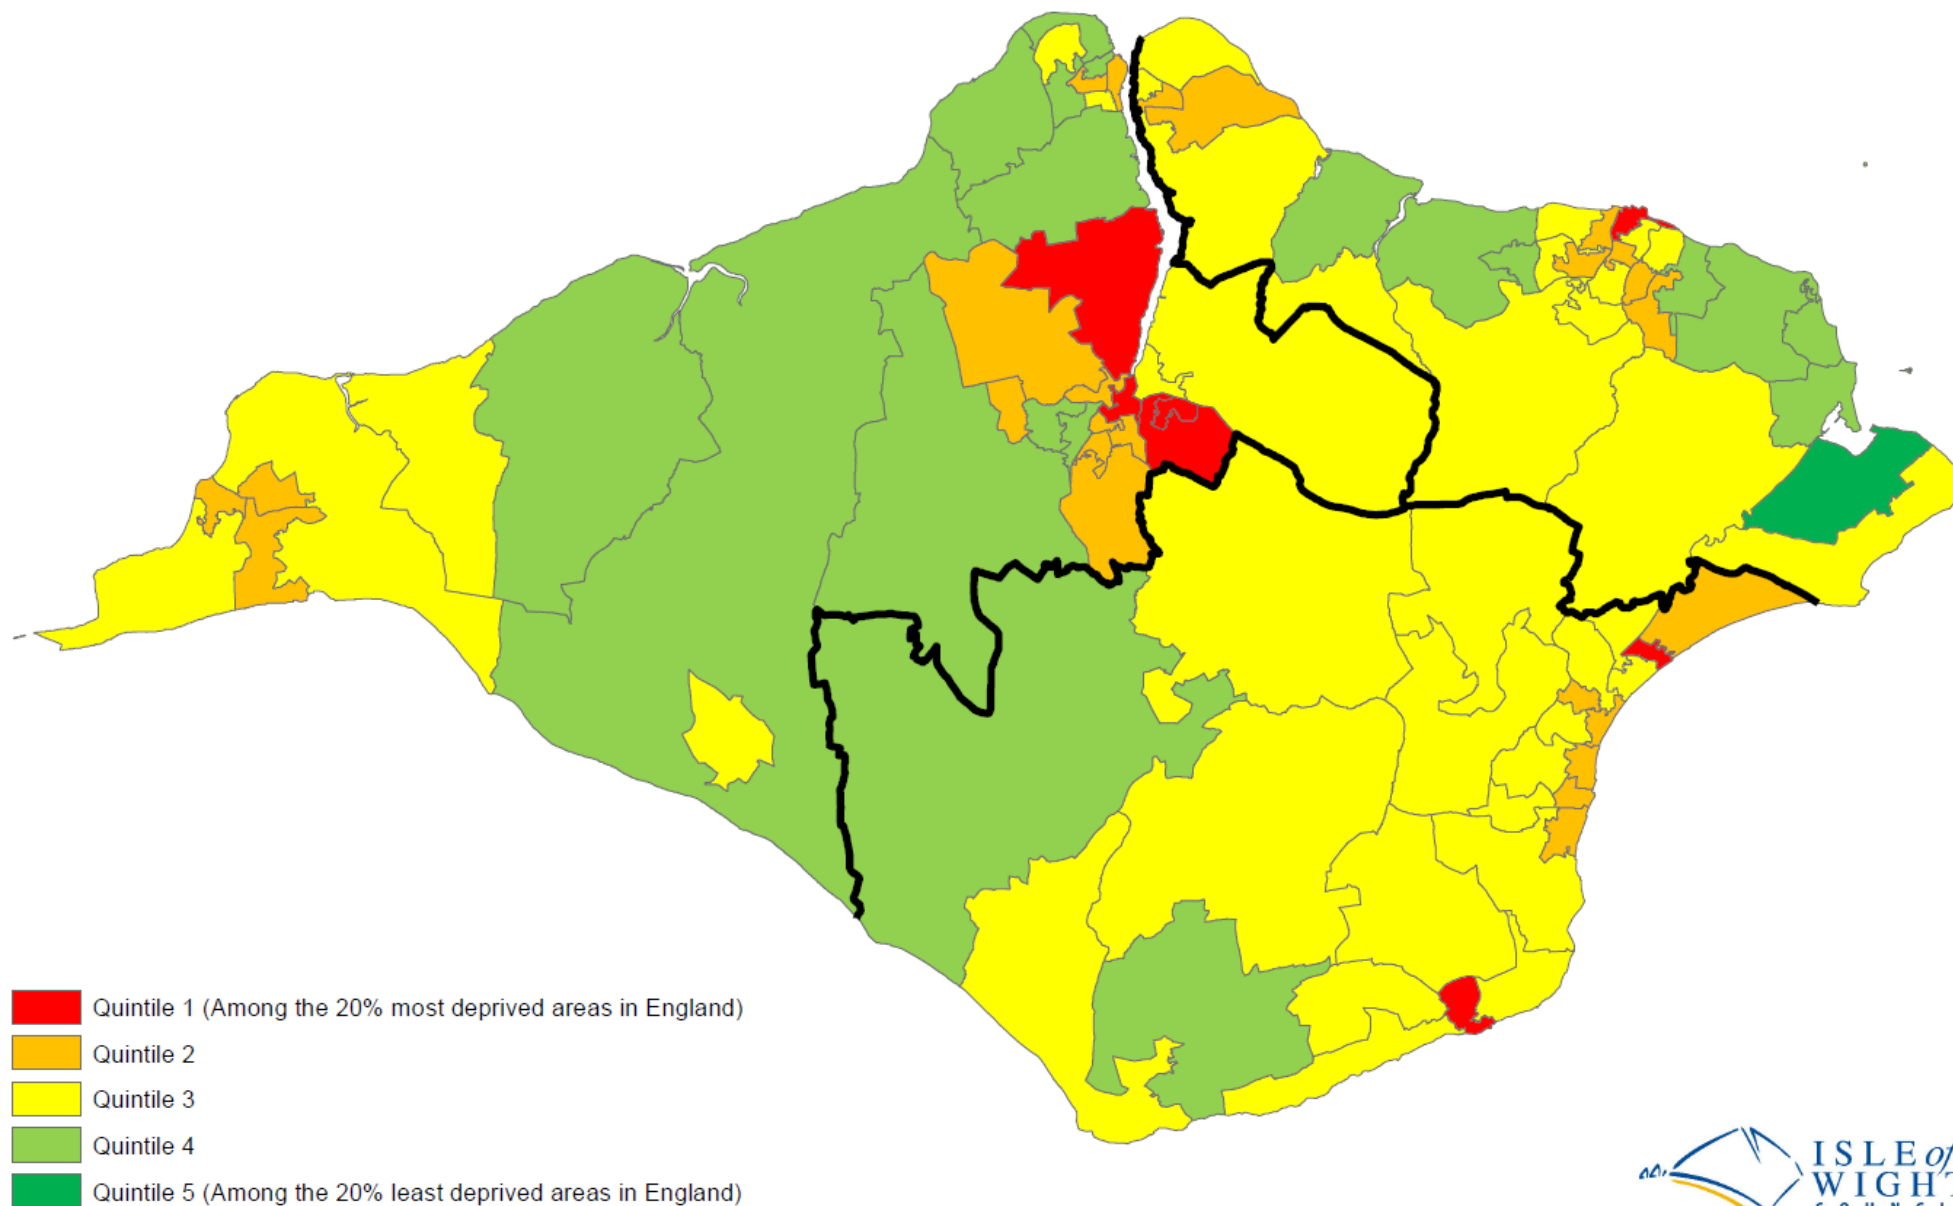 Quintile 1 (Among the 20% most deprived areas in England)
Quintile 2
Quintile 3
Quintile 4
Quintile 5 (Among the 20% least deprived areas in England)
ISLE of
WIGHT